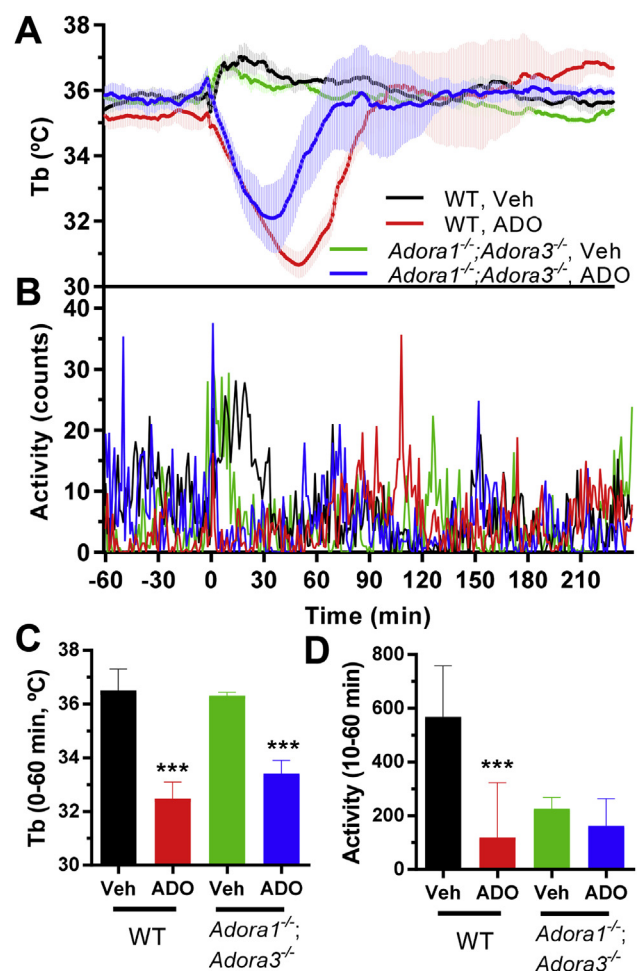 A
38
36
34
32
30
Tb (ºC)
WT, Veh
WT, ADO
Adora1-/-;Adora3-/-, Veh
Adora1-/-;Adora3-/-, ADO
B
40
30
20
10
0
Activity (counts)
-60 -30 0 30 60 90 120 150 180 210
Time (min)
C
38
36
34
32
30
Tb (0-60 min, ºC)
*** ***
Veh ADO Veh ADO
WT
Adora1-/-;
Adora3-/-
D
800
600
400
200
0
Activity (10-60 min)
***
Veh ADO Veh ADO
WT
Adora1-/-;
Adora3-/-